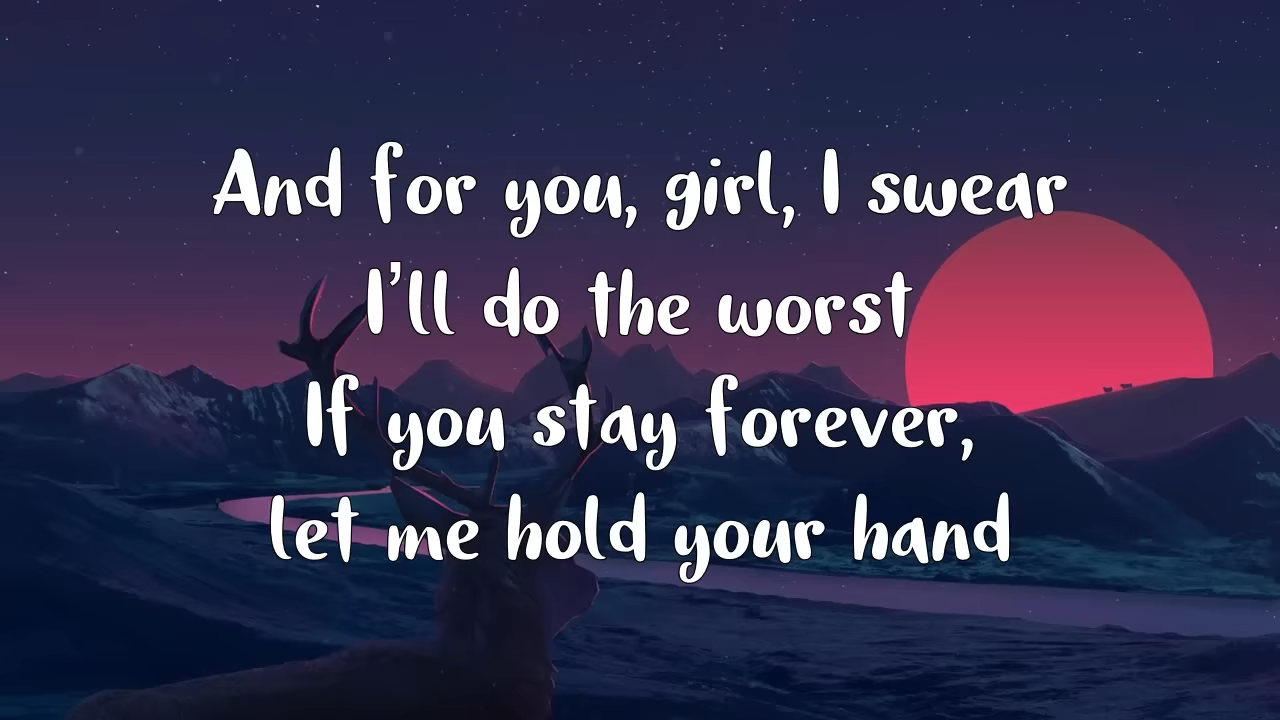 And for you, girl, I swear
I'll do the worst
If you stay forever,
let me hold your hand